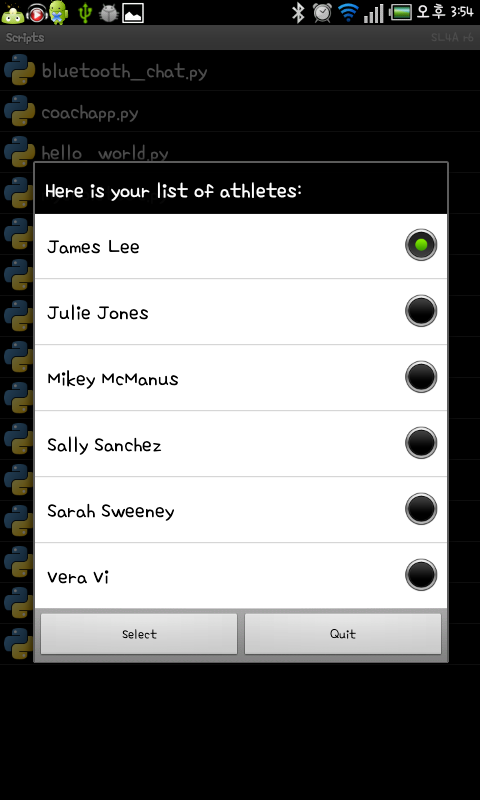 오후 3:54
Scripts SL4A r6
bluetooth_chat.py
coachapp.py
hello_world.py
Here is your list of athletes:
James Lee
Julie Jones
Mikey McManus
Sally Sanchez
Sarah Sweeney
Vera Vi
Select Quit